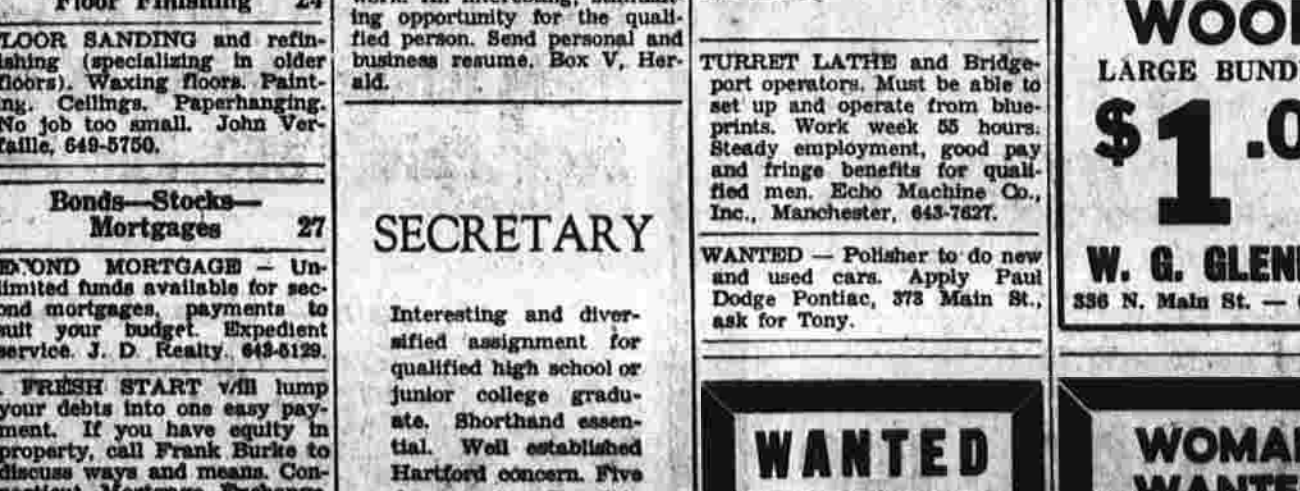 Floor Finishing 24
LOOR SANDING and refin-
ishing (specializing in older
floors). Waxing floors. Paint-
ing. Ceilings. Paperhanging.
No job too small. John Ver-
faille, 649-5750.
Bonds—Stocks—
Mortgages 27
OND MORTGAGE — Un-
limited funds available for sec-
ond mortgages, payments to
suit your budget. Expedient
service. J. D. Realty. 643-5129.
FRESH START will lump
your debts into one easy pay-
ment. If you have equity in
property, call Frank Burke to
discuss ways and means. Con-
Mortgage Exchange
ing opportunity for the quali-
fied person. Send personal and
business resume. Box V, Her-
ald.
SECRETARY
Interesting and diver-
sified assignment for
qualified high school or
junior college gradu-
ate. Shorthand essen-
tial. Well established
Hartford concern. Five
TURRET LATHE and Bridge-
port operators. Must be able to
set up and operate from blue-
prints. Work week 55 hours.
Steady employment, good pay
and fringe benefits for quali-
fied men. Echo Machine Co.,
Inc., Manchester, 643-7627.
WANTED — Polisher to do new
and used cars. Apply Paul
Dodge Pontiac, 373 Main St.,
ask for Tony.
WANTED
WOO
LARGE BUND
$1.0
W. G. GLEN
336 N. Main St. —
WOMA
WANTE